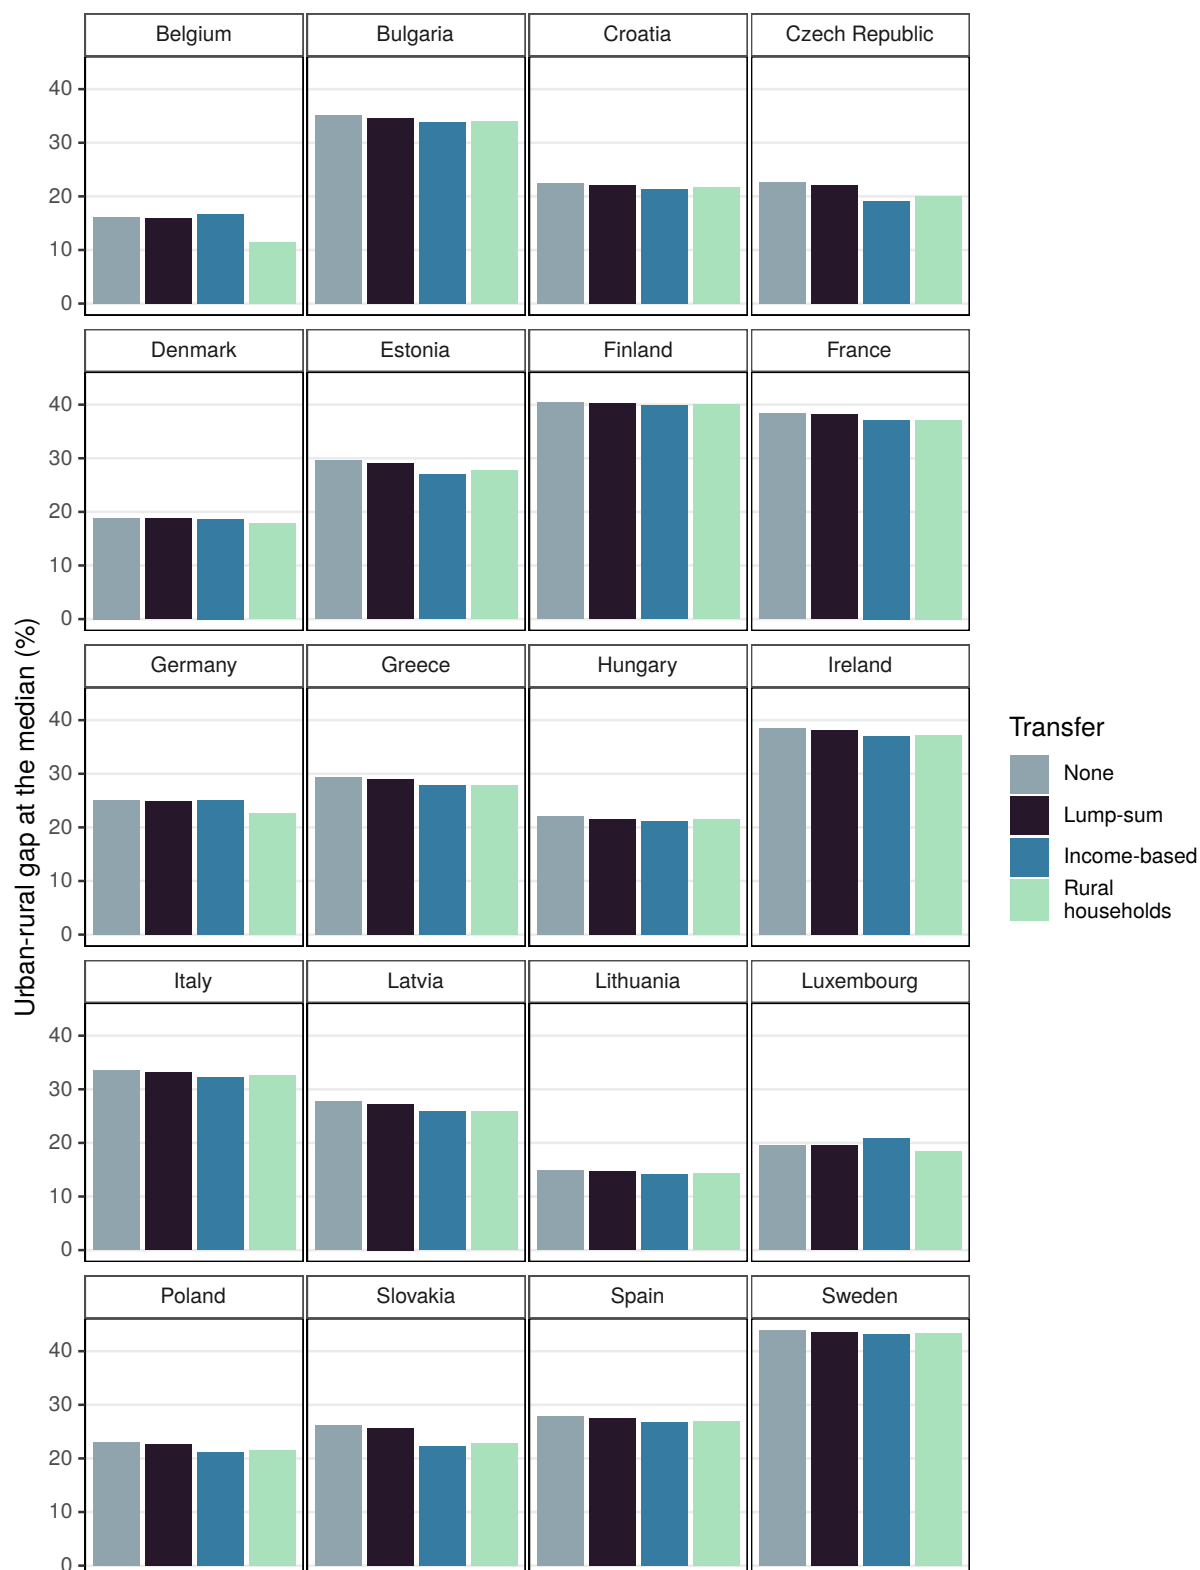 Belgium Bulgaria Croatia Czech Republic
40
30
20
10
0
Denmark Estonia Finland France
40
30
20
10
0
Germany Greece Hungary Ireland
40
30
20
10
0
Italy Latvia Lithuania Luxembourg
40
30
20
10
0
Poland Slovakia Spain Sweden
40
30
20
10
0
Urban-rural gap at the median (%)
Transfer
None
Lump-sum
Income-based
Rural
households